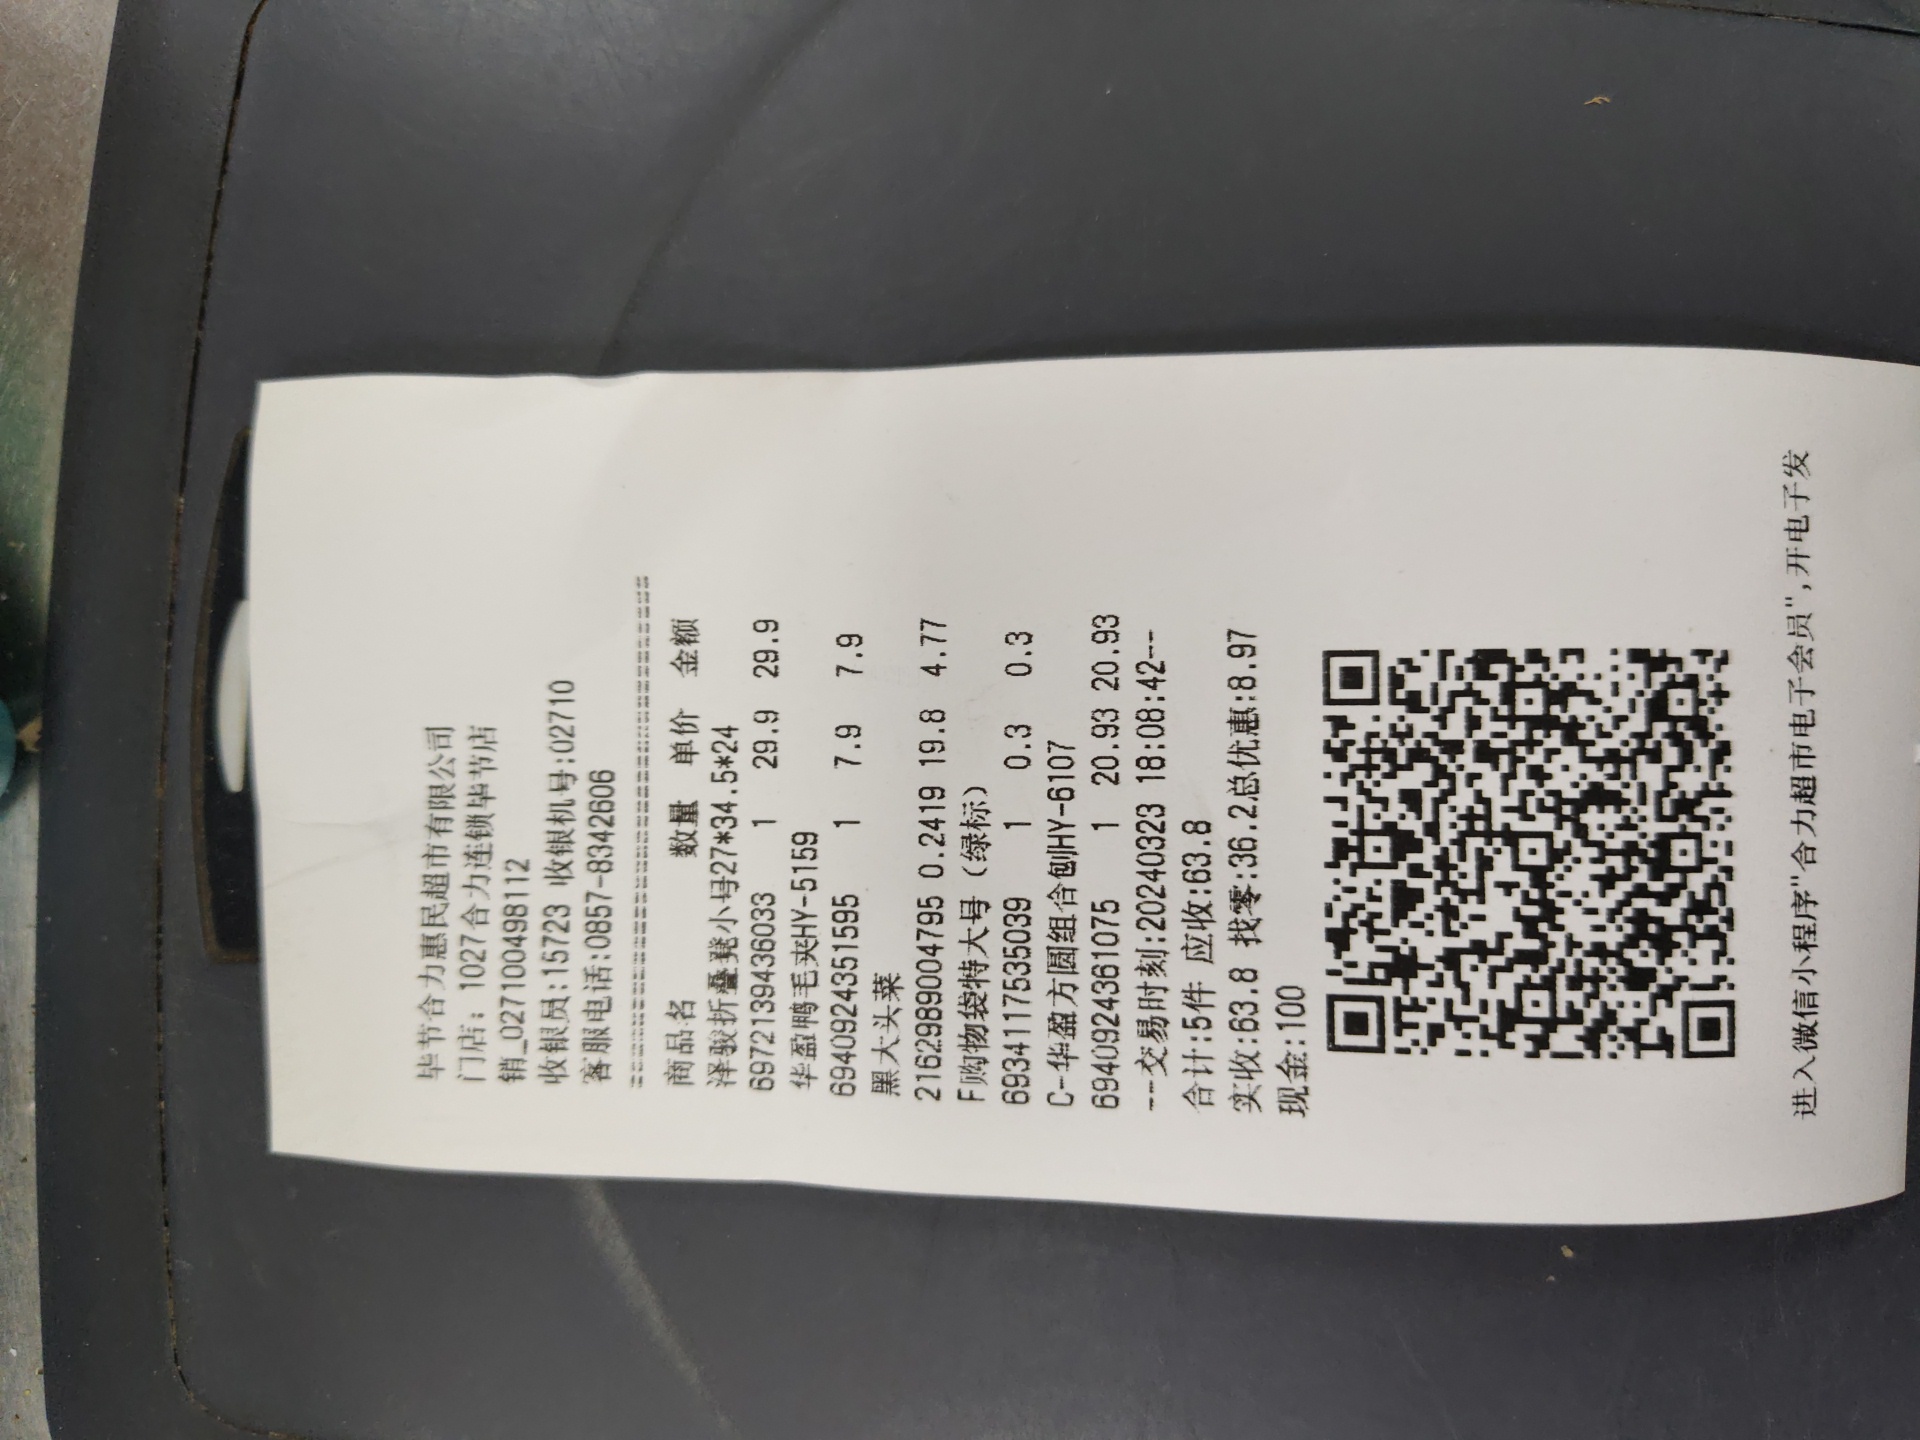 毕节合力惠民超市有限公司
门店: 1027合力连锁毕节店
销_027100498112
收银员:15723 收银机号:02710
客服电话:0857-8342606
商品名 数量 单价 金额
泽骏折叠凳小号27*34.5*24
6972139436033 1 29.9 29.9
华盈鸭毛夹HY-5159
6940924351595 1 7.9 7.9
黑大头菜
2162989004795 0.2419 19.8 4.77
F购物袋特大号(绿标)
6934117535039 1 0.3 0.3
C-华盈方圆组合刨HY-6107
6940924361075 1 20.93 20.93
---交易时刻:20240323 18:08:42---
合计:5件 应收:63.8
实收:63.8 找零:36.2总优惠:8.97
现金:100
进入微信小程序"合力超市电子会员",开电子发